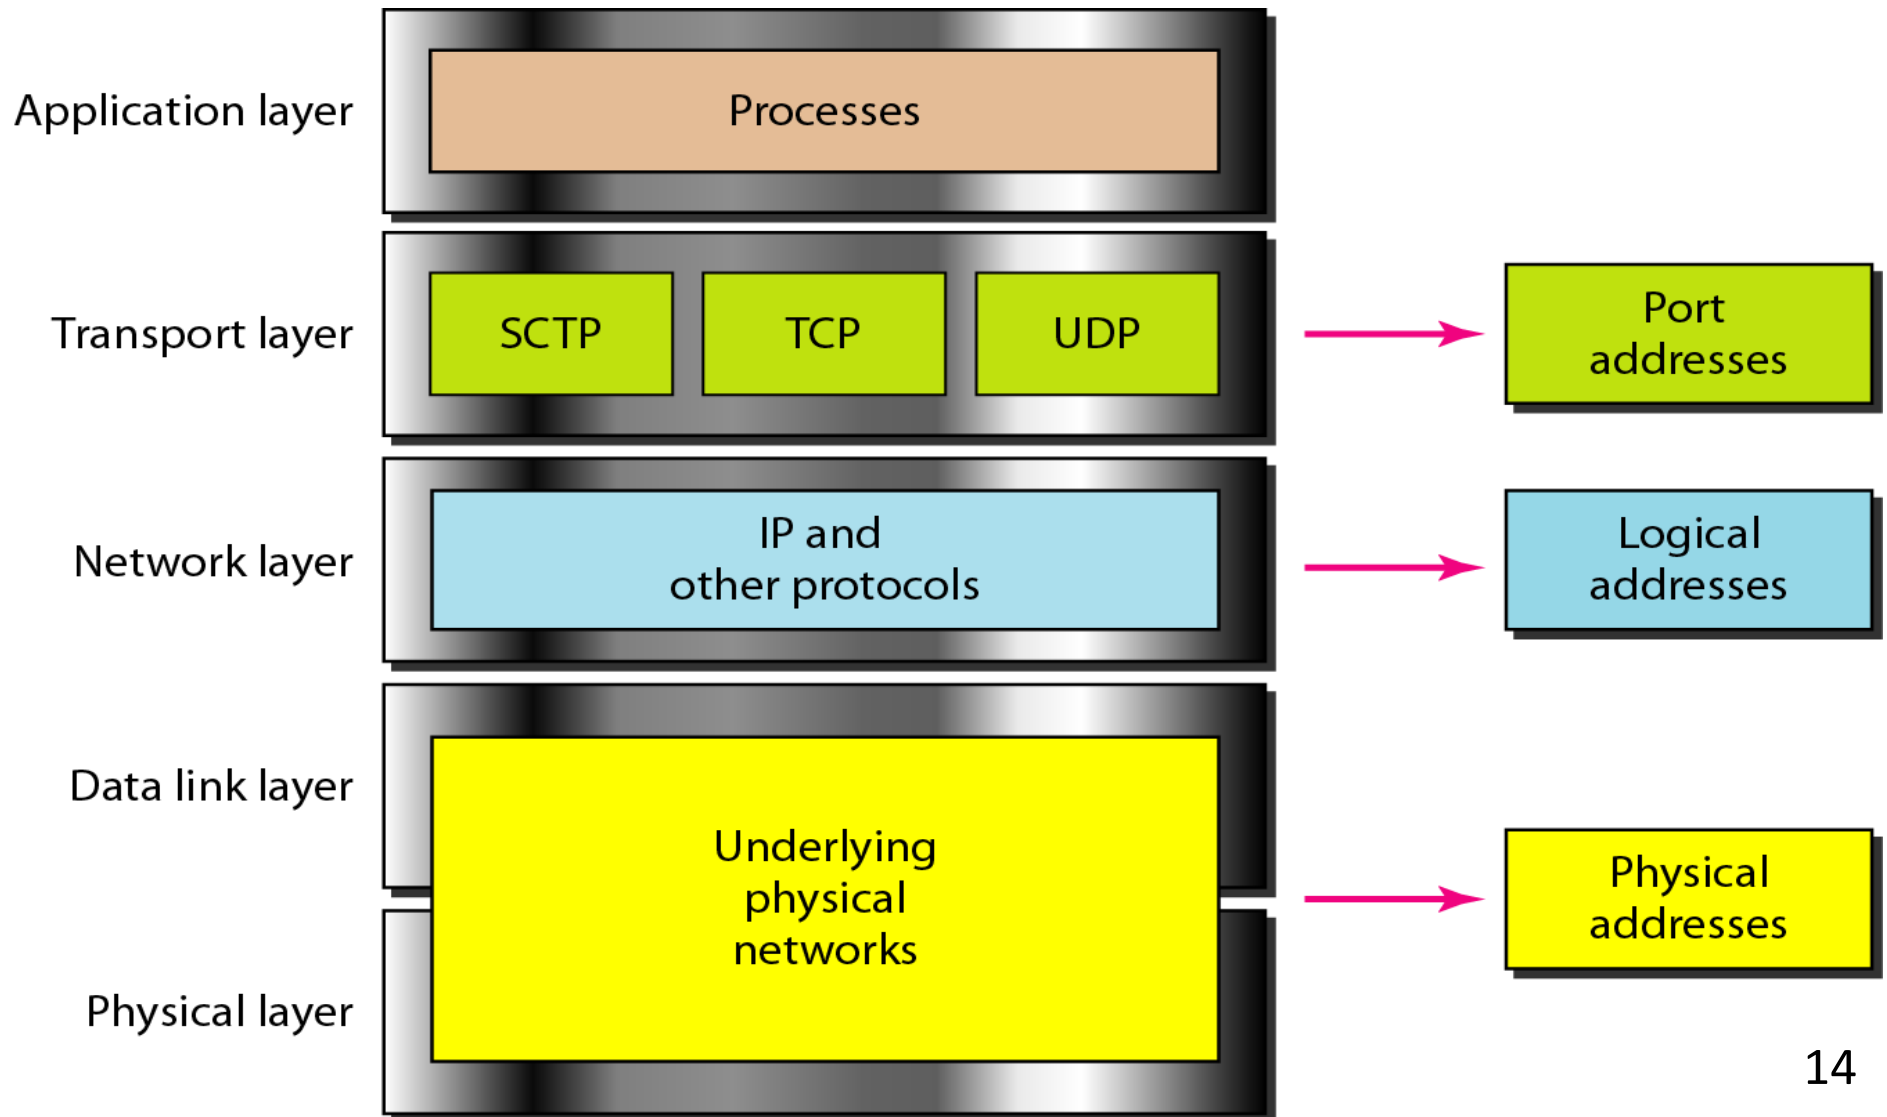 Application layer
Processes
Transport layer
SCTP
TCP
UDP
Port
addresses
Network layer
IP and
other protocols
Logical
addresses
Data link layer
Underlying
physical
networks
Physical
addresses
Physical layer
14